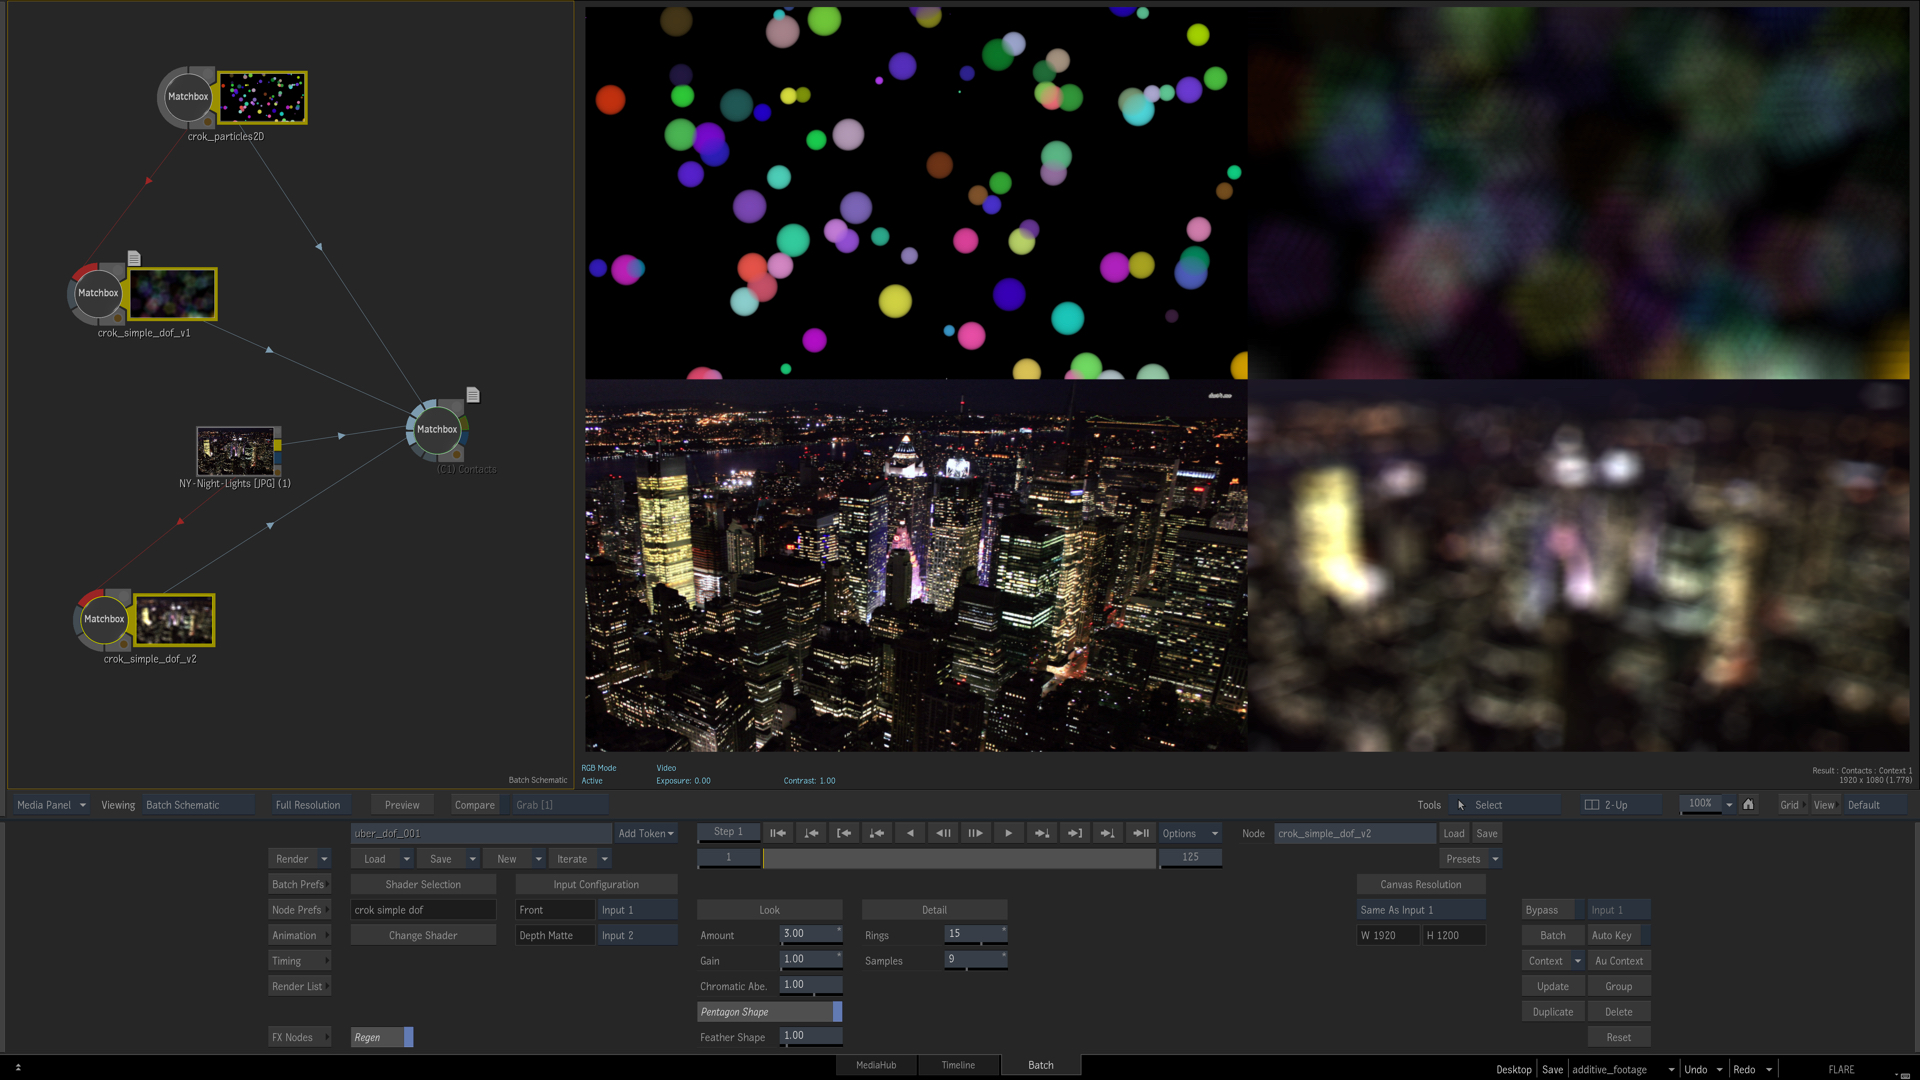 Matchbox
crok_particles2D
Matchbox
crok_simple_dof_v1
Matchbox
(C1) Contacts
NY-Night-Lights [JPG] (1)
Matchbox
crok_simple_dof_v2
Batch Schematic
RGB Mode Video
Active Exposure: 0.00 Contrast: 1.00
Result : Contacts : Context 1
1920 x 1080 (1.778)
Media Panel Viewing Batch Schematic Full Resolution Preview Compare Grab [1] Tools Select 2-Up 100% Grid View Default
uber_dof_001 Add Token Step 1 Options Node crok_simple_dof_v2 Load Save
Render Load Save New Iterate 1 125 Presets
Batch Prefs Shader Selection Input Configuration Canvas Resolution
Node Prefs crok simple dof Front Input 1 Look Detail Same As Input 1 Bypass Input 1
Animation Change Shader Depth Matte Input 2 Amount 3.00 Rings 15 W 1920 H 1200 Batch Auto Key
Timing Gain 1.00 Samples 9 Context Au Context
Render List Chromatic Abe. 1.00 Update Group
Pentagon Shape Duplicate Delete
FX Nodes Regen Feather Shape 1.00 Reset
MediaHub Timeline Batch Desktop Save additive_footage Undo Redo FLARE